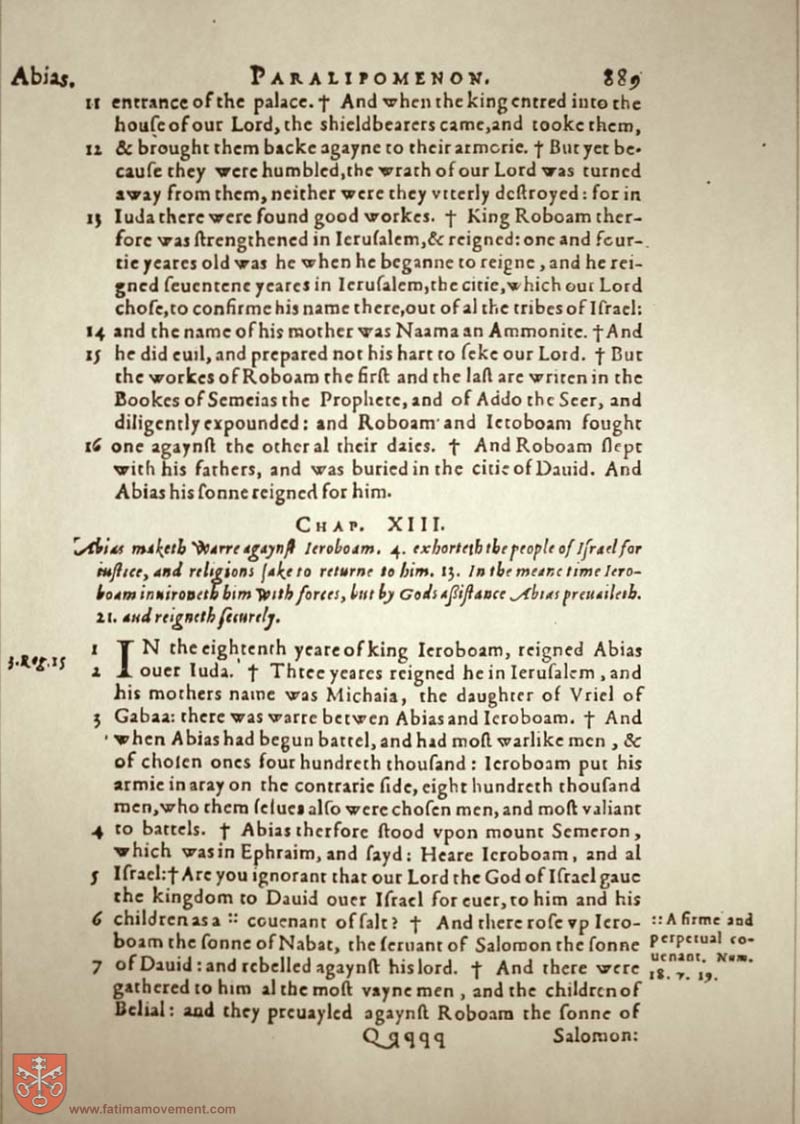 Abias. PARALIPOMENON. 889
11 entrance of the palace. † And when the king entred into the
houſe of our Lord, the shieldbearers came, and tooke them,
12 & brought them backe agayne to their armorie. † But yet be-
cauſe they were humbled, the wrath of our Lord was turned
away from them, neither were they vtterly deſtroyed: for in
13 Iuda there were found good workes. † King Roboam ther-
fore was ſtrengthened in Ieruſalem, & reigned: one and four-
tie yeares old was he when he beganne to reigne, and he rei-
gned ſeuentene yeares in Ieruſalem, the citie, which our Lord
choſe, to confirme his name there, out of al the tribes of Iſrael:
14 and the name of his mother was Naama an Ammonite. † And
15 he did euil, and prepared not his hart to ſeke our Lord. † But
the workes of Roboam the firſt and the laſt are writen in the
Bookes of Semeias the Prophete, and of Addo the Seer, and
diligently expounded: and Roboam and Ieroboam fought
16 one agaynſt the other al their daies. † And Roboam ſlept
with his fathers, and was buried in the citie of Dauid. And
Abias his ſonne reigned for him.
CHAP. XIII.
Abias maketh warre agaynſt Ieroboam. 4. exhorteth the people of Iſrael for
iuſtice, and religions ſake to returne to him. 13. In the meane time Iero-
boam inuironeth him with forces, but by Gods aſſiſtance Abias preuaileth.
21. and reigneth ſecurely.
1 IN the eighteenth yeare of king Ieroboam, reigned Abias
3. Reg. 15
2 ouer Iuda. † Three yeares reigned he in Ieruſalem, and
his mothers name was Michaia, the daughter of Vriel of
3 Gabaa: there was warre betwen Abias and Ieroboam. † And
when Abias had begun battel, and had moſt warlike men, &
of choſen ones four hundreth thouſand: Ieroboam put his
armie in aray on the contrarie ſide, eight hundreth thouſand
men, who them ſelues alſo were choſen men, and moſt valiant
4 to battels. † Abias therfore ſtood vpon mount Semeron,
which was in Ephraim, and ſayd: Heare Ieroboam, and al
5 Iſrael: † Are you ignorant that our Lord the God of Iſrael gaue
the kingdom to Dauid ouer Iſrael for euer, to him and his
6 children as a :: couenant of ſalt? † And there roſe vp Iero-
boam the ſonne of Nabat, the ſeruant of Salomon the ſonne
7 of Dauid: and rebelled agaynſt his lord. † And there were
gathered to him al the moſt vayne men, and the children of
Belial: and they preuayled agaynſt Roboam the ſonne of
:: A firme and
perpetual co-
uenant. Num.
18. v. 19.
Qqqqq Salomon:
www.fatimamovement.com